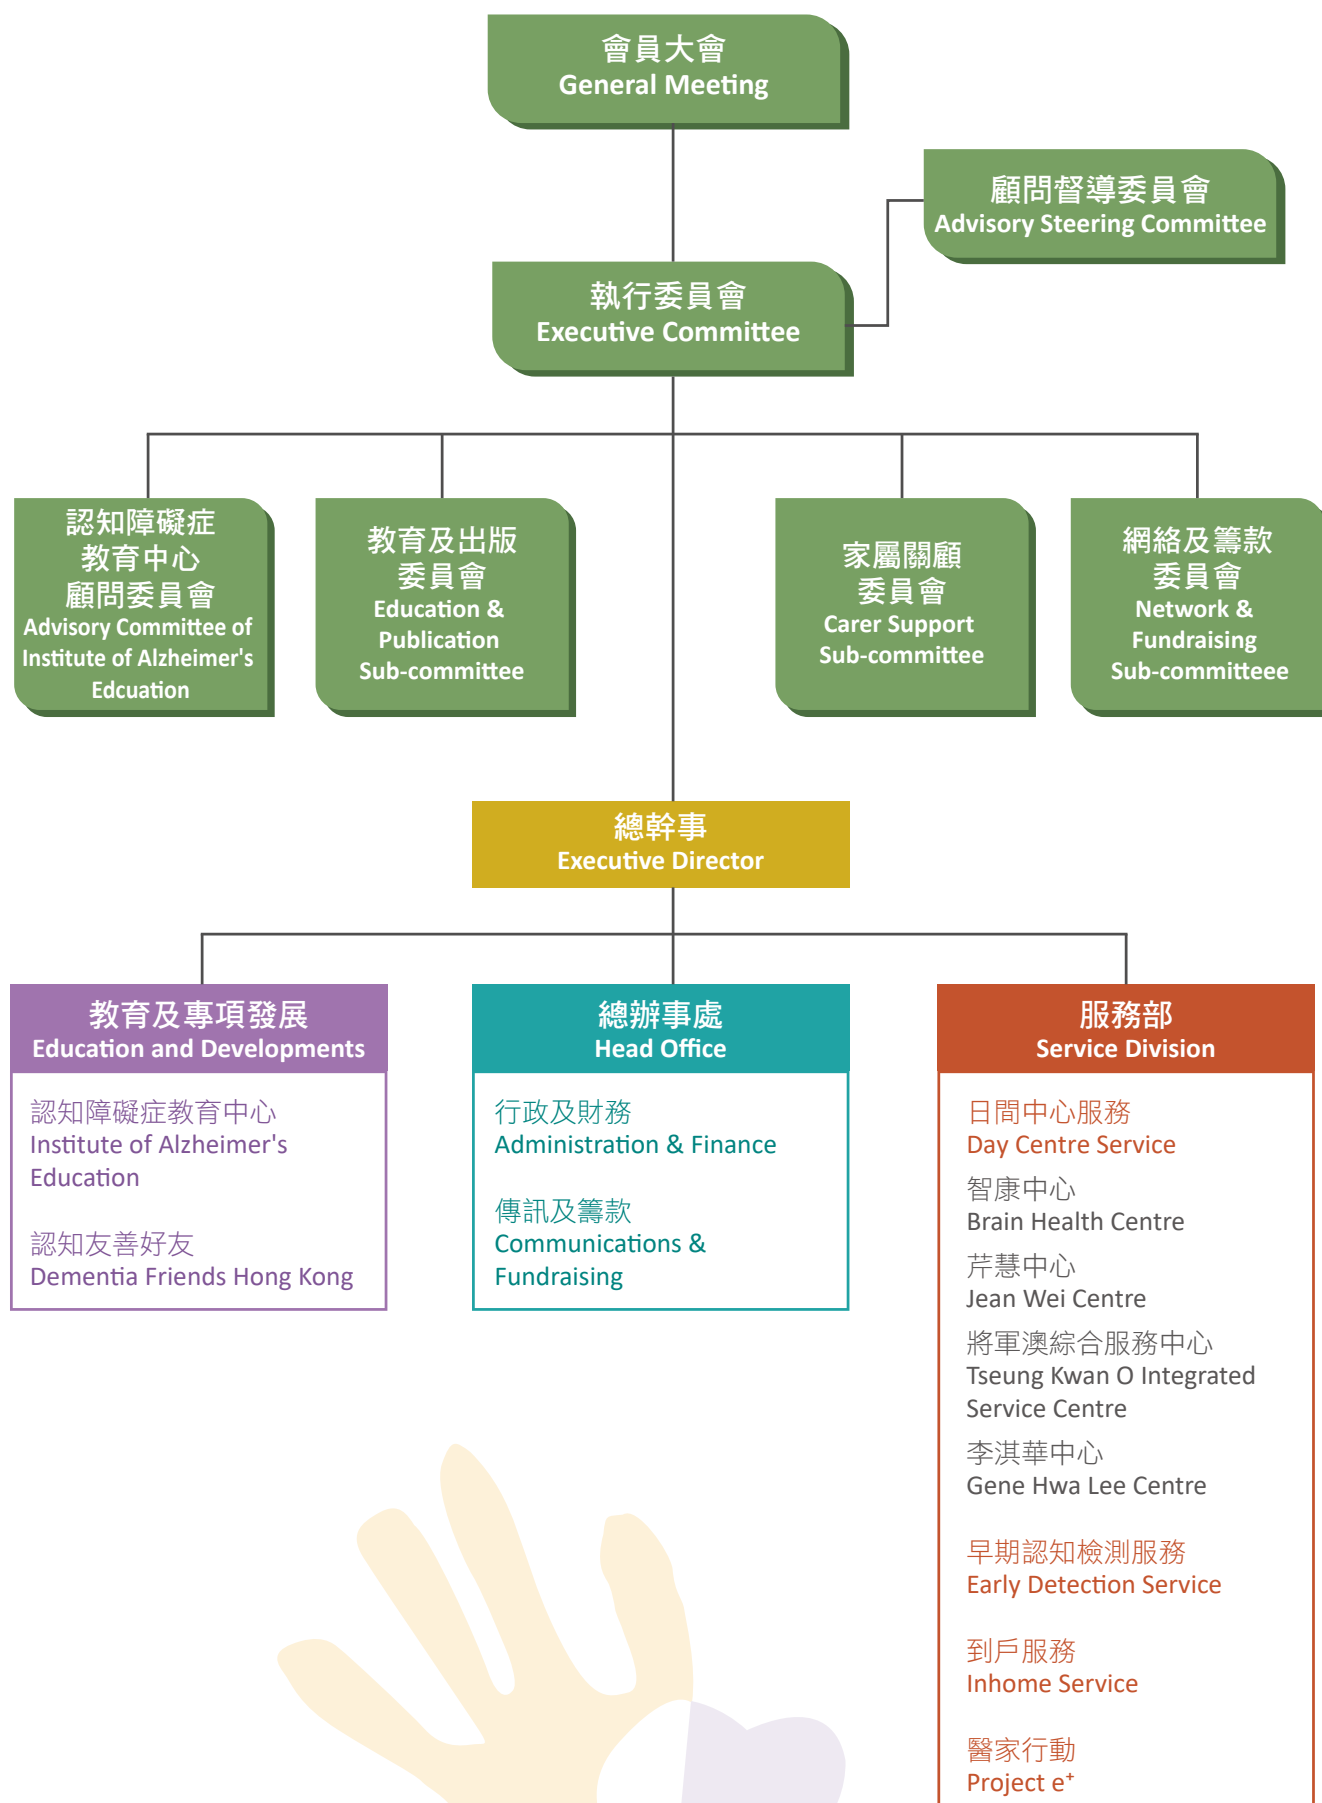 會員大會
General Meeting
顧問督導委員會
Advisory Steering Committee
執行委員會
Executive Committee
認知障礙症
教育中心
顧問委員會
Advisory Committee of
Institute of Alzheimer's
Edcuation
教育及出版
委員會
Education &
Publication
Sub-committee
家屬關顧
委員會
Carer Support
Sub-committee
網絡及籌款
委員會
Network &
Fundraising
Sub-committeee
總幹事
Executive Director
教育及專項發展
Education and Developments
認知障礙症教育中心
Institute of Alzheimer's
Education
認知友善好友
Dementia Friends Hong Kong
總辦事處
Head Office
行政及財務
Administration & Finance
傳訊及籌款
Communications &
Fundraising
服務部
Service Division
日間中心服務
Day Centre Service
智康中心
Brain Health Centre
芹慧中心
Jean Wei Centre
將軍澳綜合服務中心
Tseung Kwan O Integrated
Service Centre
李淇華中心
Gene Hwa Lee Centre
早期認知檢測服務
Early Detection Service
到戶服務
Inhome Service
醫家行動
Project e⁺